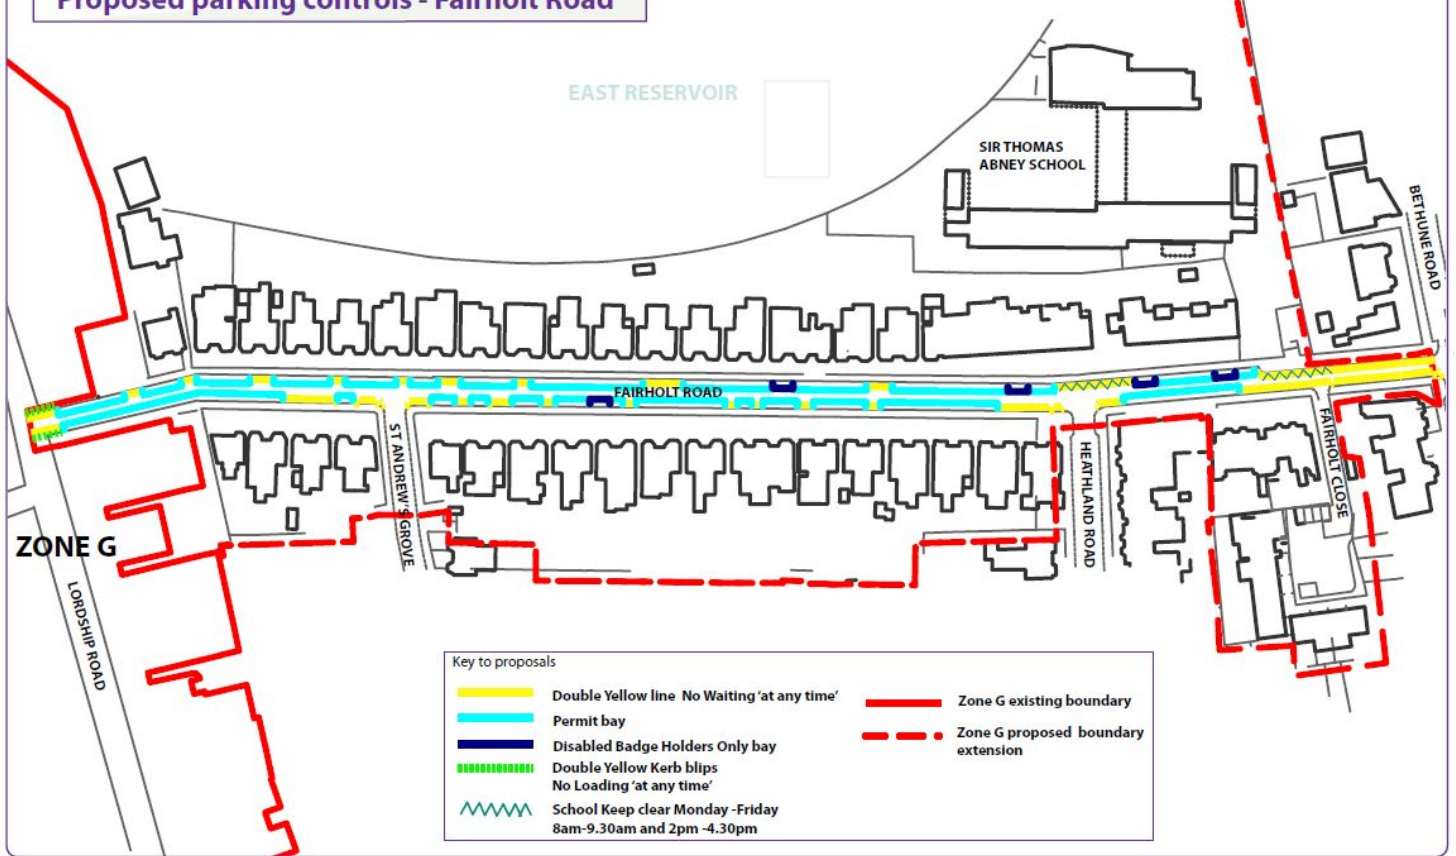 Proposed parking controls - Fairholt Road
EAST RESERVOIR
SIR THOMAS
ABNEY SCHOOL
BETHUNE ROAD
FAIRHOLT ROAD
ST ANDREW'S GROVE
HEATHLAND ROAD
FAIRHOLT CLOSE
ZONE G
LORDSHIP ROAD
Key to proposals
Double Yellow line No Waiting ‘at any time’
Permit bay
Disabled Badge Holders Only bay
Double Yellow Kerb blips
No Loading ‘at any time’
School Keep clear Monday -Friday
8am-9.30am and 2pm -4.30pm
Zone G existing boundary
Zone G proposed boundary
extension